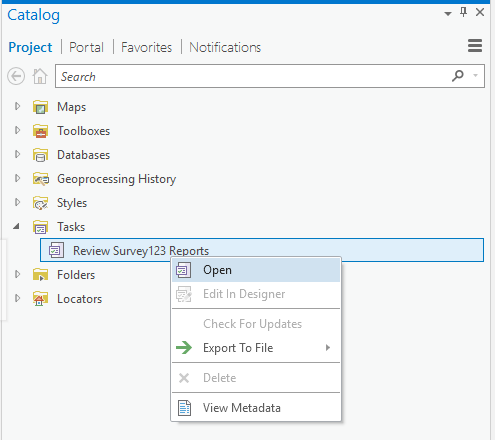 Catalog
Project | Portal | Favorites | Notifications
Search
Maps
Toolboxes
Databases
Geoprocessing History
Styles
Tasks
Review Survey123 Reports
Open
Edit In Designer
Check For Updates
Export To File
Delete
View Metadata
Folders
Locators